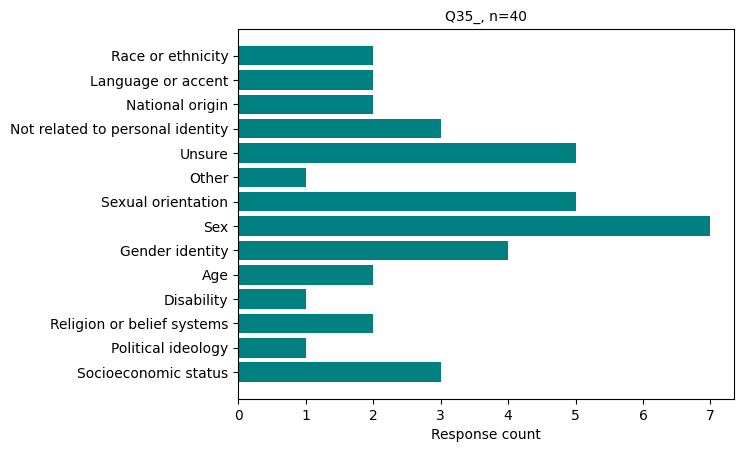 Q35_, n=40
Race or ethnicity
Language or accent
National origin
Not related to personal identity
Unsure
Other
Sexual orientation
Sex
Gender identity
Age
Disability
Religion or belief systems
Political ideology
Socioeconomic status
0 1 2 3 4 5 6 7
Response count